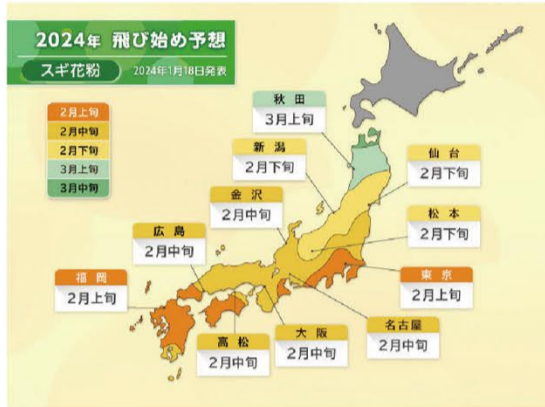 2024年 飛び始め予想
スギ花粉
2024年1月18日発表
2月上旬
2月中旬
2月下旬
3月上旬
3月中旬
秋田
3月上旬
新潟
2月下旬
仙台
2月下旬
金沢
2月中旬
松本
2月下旬
広島
2月中旬
福岡
2月上旬
東京
2月上旬
高松
2月中旬
大阪
2月中旬
名古屋
2月中旬